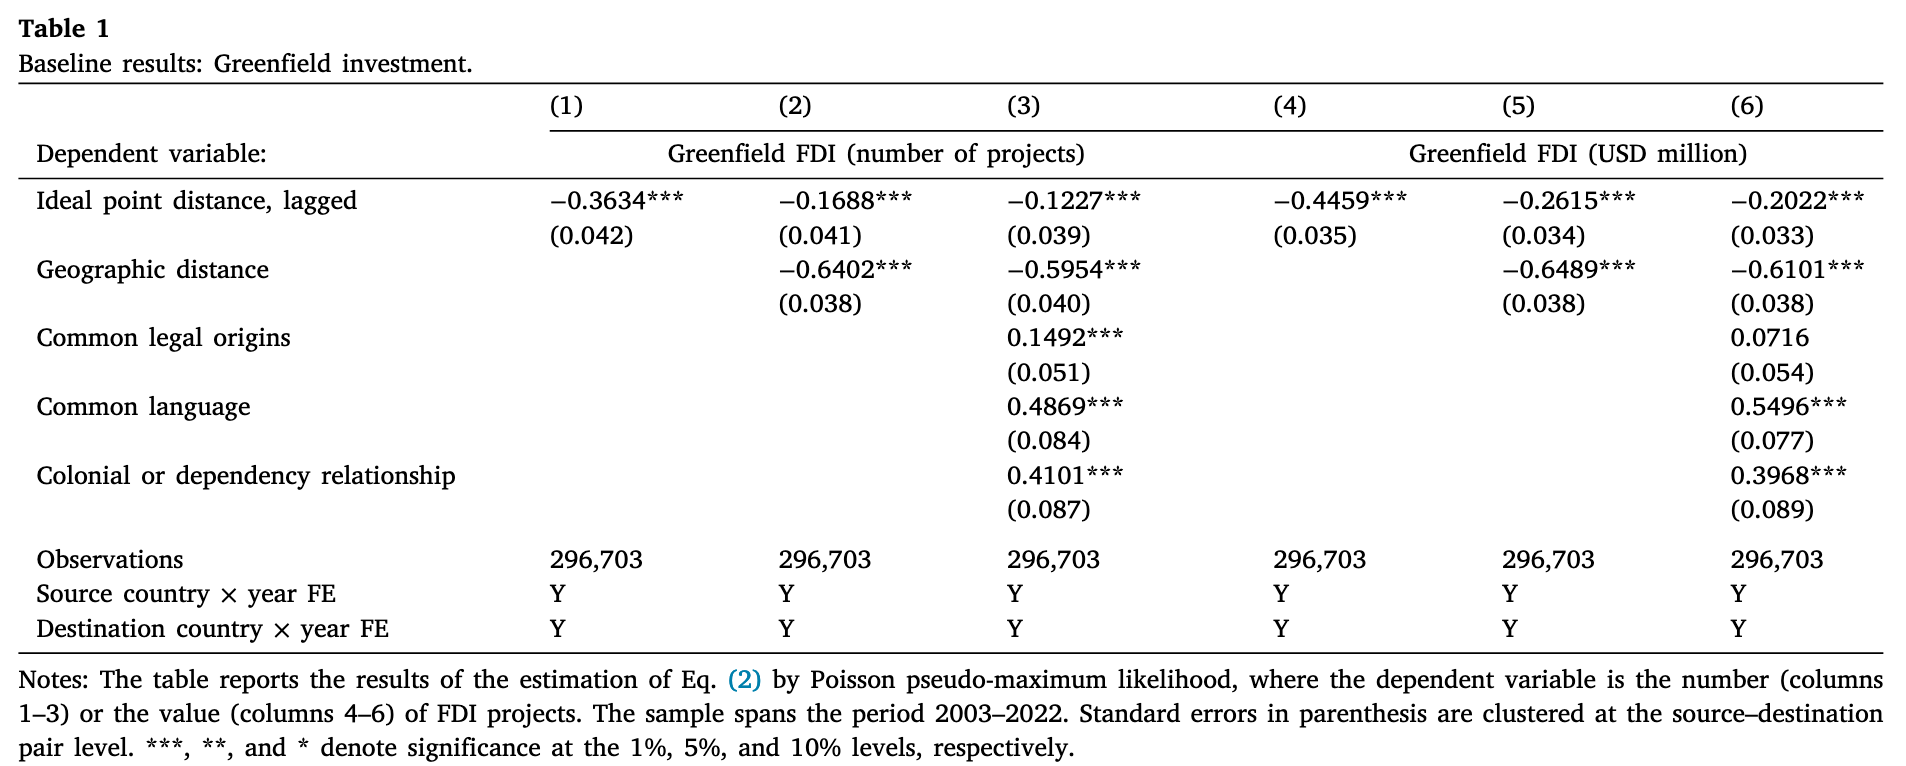 Table 1
Baseline results: Greenfield investment.
(1) (2) (3) (4) (5) (6)
Dependent variable: Greenfield FDI (number of projects) Greenfield FDI (USD million)
Ideal point distance, lagged −0.3634*** −0.1688*** −0.1227*** −0.4459*** −0.2615*** −0.2022***
(0.042) (0.041) (0.039) (0.035) (0.034) (0.033)
Geographic distance −0.6402*** −0.5954*** −0.6489*** −0.6101***
(0.038) (0.040) (0.038) (0.038)
Common legal origins 0.1492*** 0.0716
(0.051) (0.054)
Common language 0.4869*** 0.5496***
(0.084) (0.077)
Colonial or dependency relationship 0.4101*** 0.3968***
(0.087) (0.089)
Observations 296,703 296,703 296,703 296,703 296,703 296,703
Source country × year FE Y Y Y Y Y Y
Destination country × year FE Y Y Y Y Y Y
Notes: The table reports the results of the estimation of Eq. (2) by Poisson pseudo-maximum likelihood, where the dependent variable is the number (columns
1–3) or the value (columns 4–6) of FDI projects. The sample spans the period 2003–2022. Standard errors in parenthesis are clustered at the source–destination
pair level. ***, **, and * denote significance at the 1%, 5%, and 10% levels, respectively.